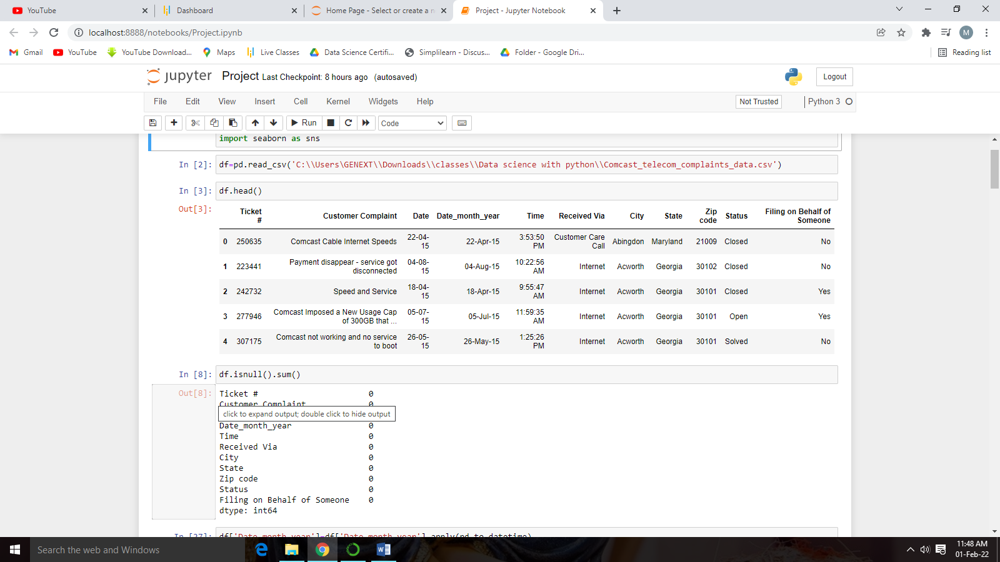 YouTube
Dashboard
Home Page - Select or create a n
Project - Jupyter Notebook
localhost:8888/notebooks/Project.ipynb
M
Gmail
YouTube
YouTube Download...
Maps
Live Classes
Data Science Certifi...
Simplilearn - Discus...
Folder - Google Dri...
Reading list
jupyter Project Last Checkpoint: 8 hours ago (autosaved)
Logout
File Edit View Insert Cell Kernel Widgets Help
Not Trusted
Python 3
Run
Code
import seaborn as sns
In [2]: df=pd.read_csv('C:\\Users\GENEXT\\Downloads\\classes\\Data science with python\\Comcast_telecom_complaints_data.csv')
In [3]: df.head()
Out[3]:
Ticket # Customer Complaint Date Date_month_year Time Received Via City State Zip code Status Filing on Behalf of Someone
0 250635 Comcast Cable Internet Speeds 22-04-15 22-Apr-15 3:53:50 PM Customer Care Call Abingdon Maryland 21009 Closed No
1 223441 Payment disappear - service got disconnected 04-08-15 04-Aug-15 10:22:56 AM Internet Acworth Georgia 30102 Closed No
2 242732 Speed and Service 18-04-15 18-Apr-15 9:55:47 AM Internet Acworth Georgia 30101 Closed Yes
3 277946 Comcast Imposed a New Usage Cap of 300GB that ... 05-07-15 05-Jul-15 11:59:35 AM Internet Acworth Georgia 30101 Open Yes
4 307175 Comcast not working and no service to boot 26-05-15 26-May-15 1:25:26 PM Internet Acworth Georgia 30101 Solved No
In [8]: df.isnull().sum()
Out[8]: Ticket # 0
Customer Complaint 0
click to expand output; double click to hide output
Date_month_year 0
Time 0
Received Via 0
City 0
State 0
Zip code 0
Status 0
Filing on Behalf of Someone 0
dtype: int64
In [27]: df['Date_month_year']=df['Date_month_year'].apply(pd.to_datetime)
Search the web and Windows
11:48 AM
01-Feb-22